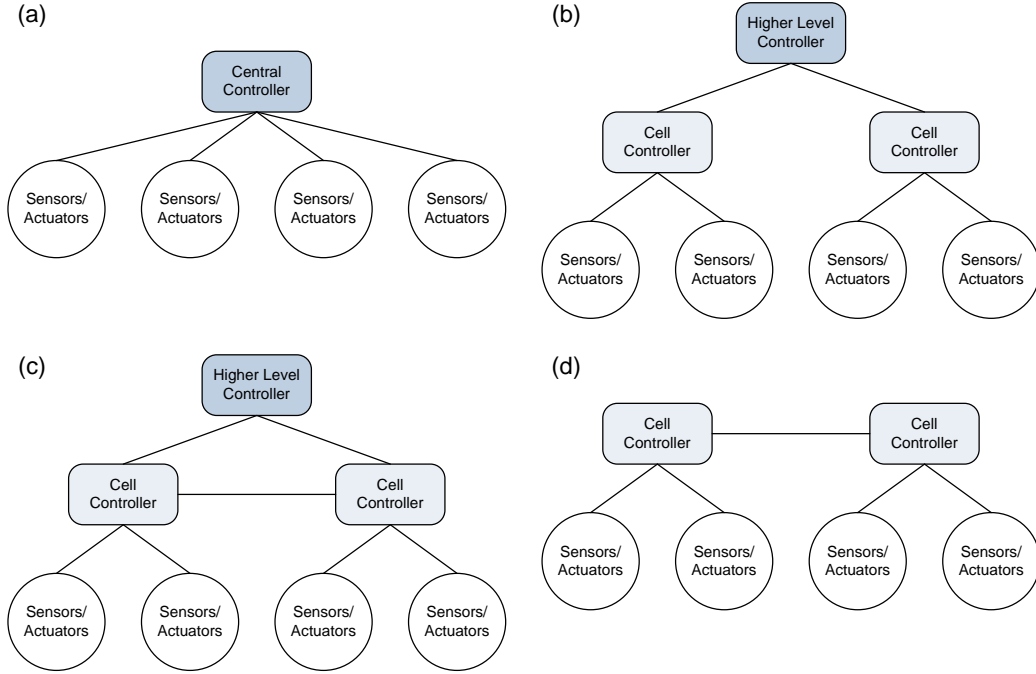 (a)
Central
Controller
Sensors/
Actuators
Sensors/
Actuators
Sensors/
Actuators
Sensors/
Actuators
(b)
Higher Level
Controller
Cell
Controller
Cell
Controller
Sensors/
Actuators
Sensors/
Actuators
Sensors/
Actuators
Sensors/
Actuators
(c)
Higher Level
Controller
Cell
Controller
Cell
Controller
Sensors/
Actuators
Sensors/
Actuators
Sensors/
Actuators
Sensors/
Actuators
(d)
Cell
Controller
Cell
Controller
Sensors/
Actuators
Sensors/
Actuators
Sensors/
Actuators
Sensors/
Actuators